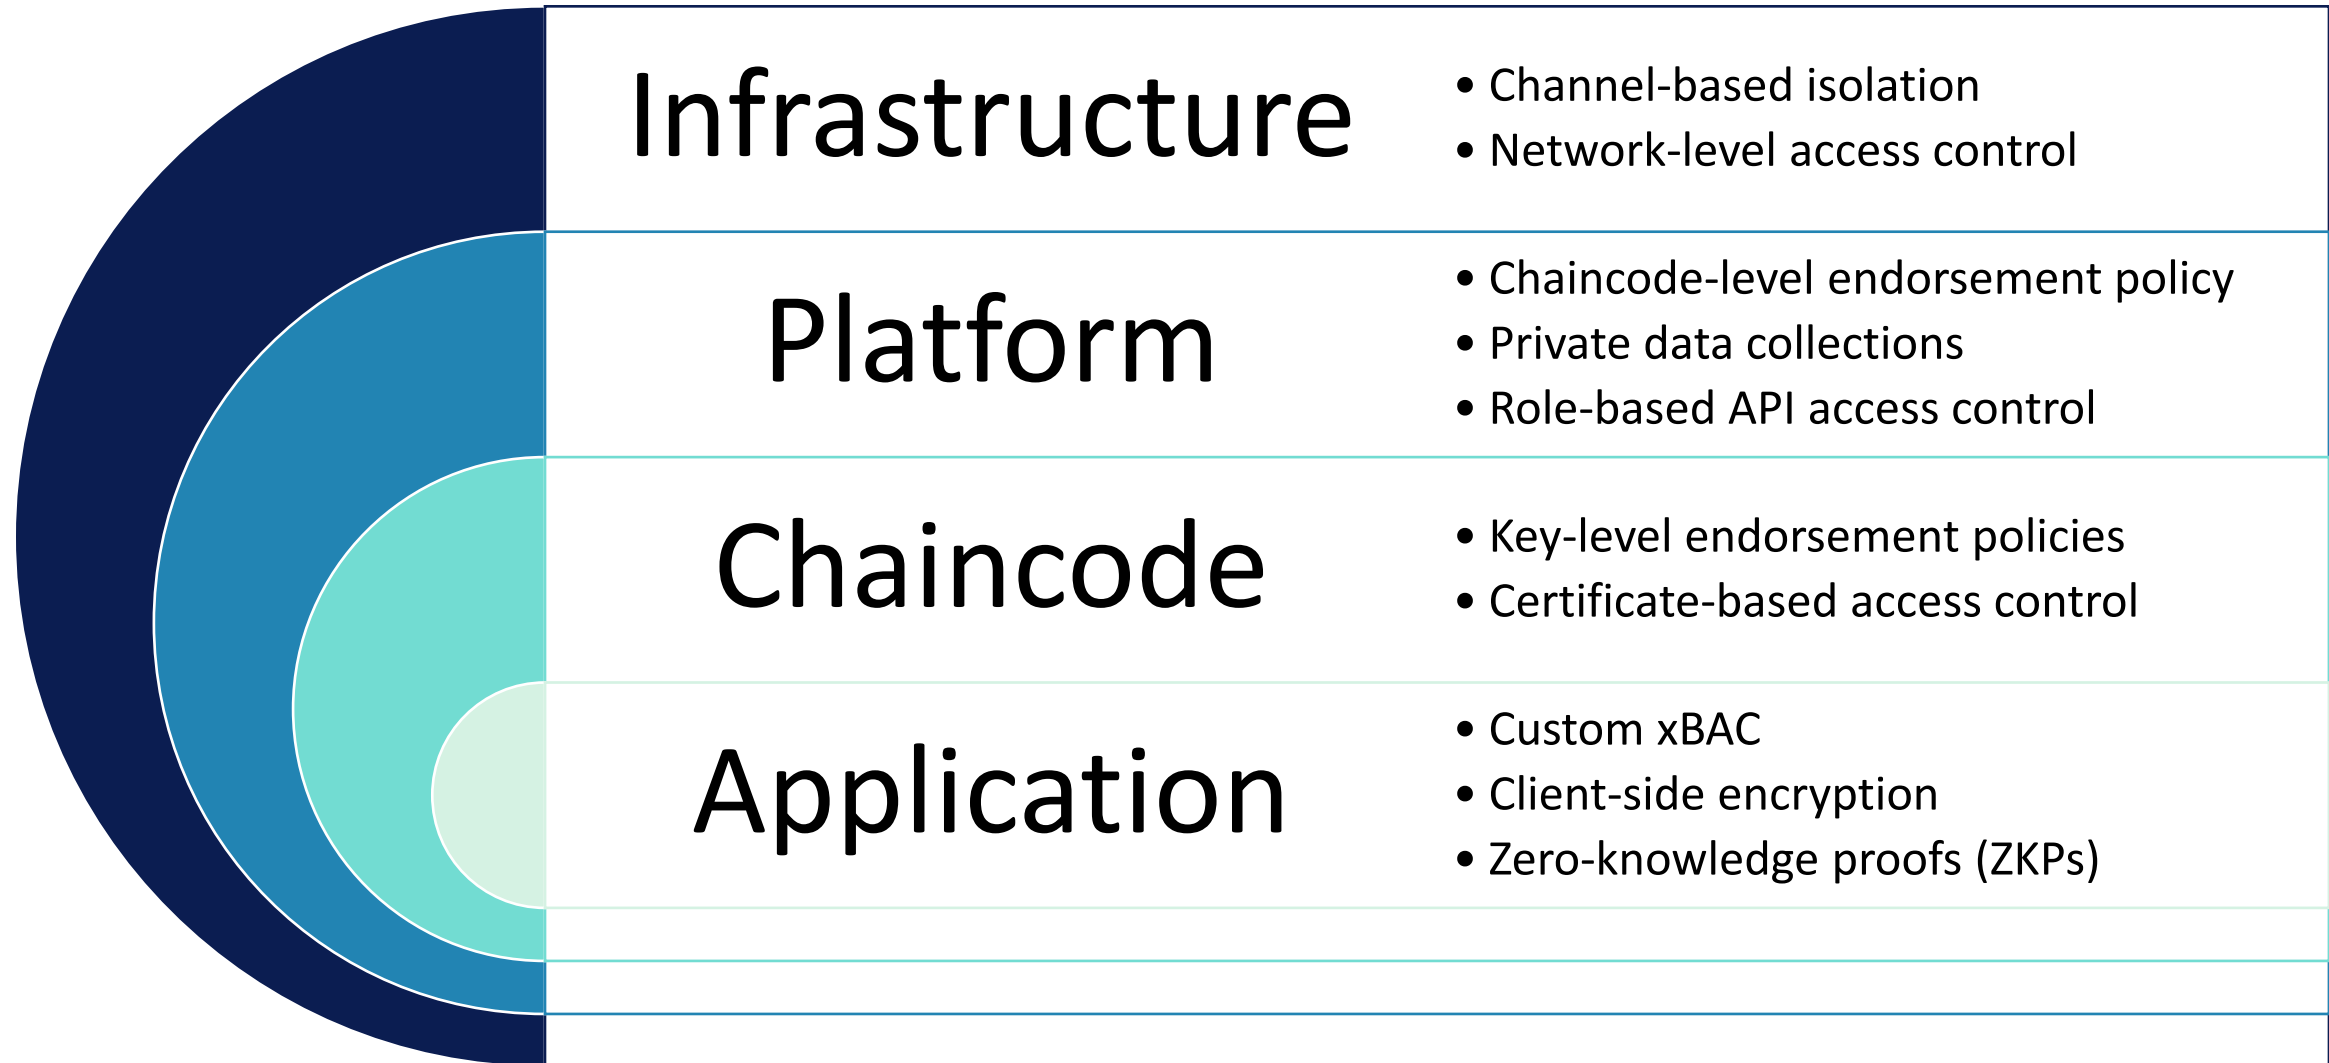 Infrastructure
• Channel-based isolation
• Network-level access control
Platform
• Chaincode-level endorsement policy
• Private data collections
• Role-based API access control
Chaincode
• Key-level endorsement policies
• Certificate-based access control
Application
• Custom xBAC
• Client-side encryption
• Zero-knowledge proofs (ZKPs)